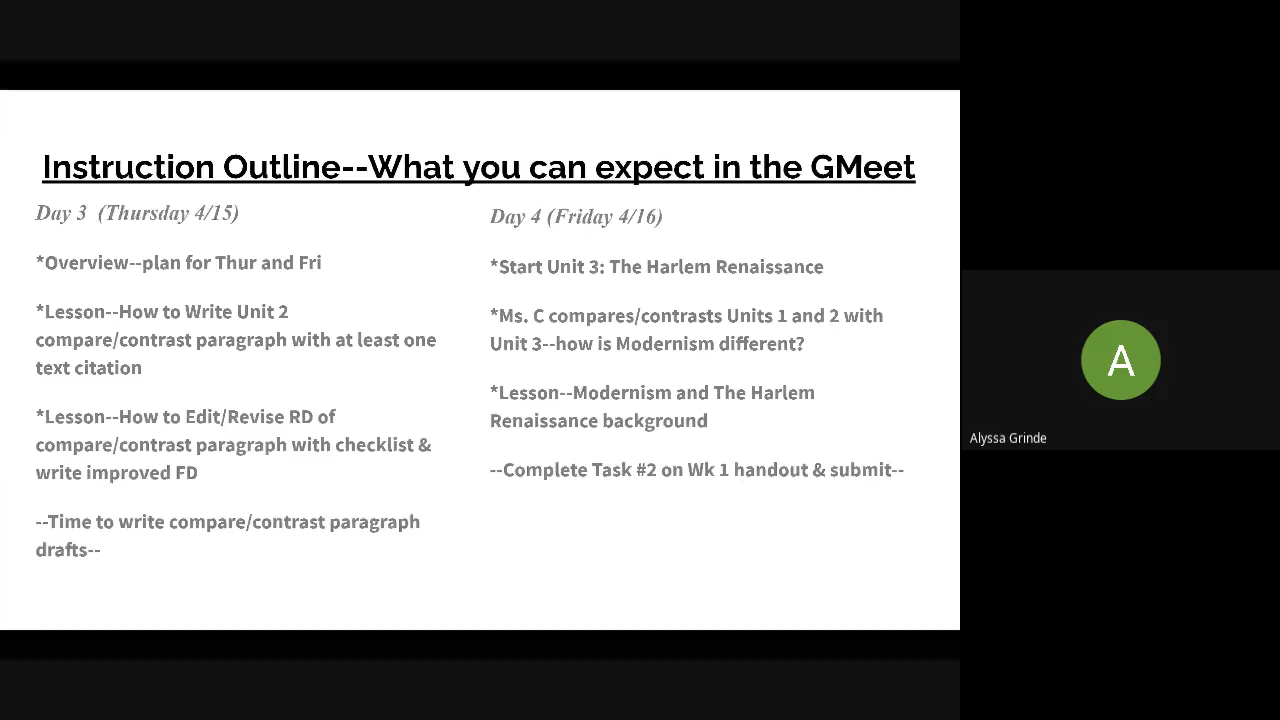 Instruction Outline--What you can expect in the GMeet
Day 3 (Thursday 4/15)
*Overview--plan for Thur and Fri
*Lesson--How to Write Unit 2
compare/contrast paragraph with at least one
text citation
*Lesson--How to Edit/Revise RD of
compare/contrast paragraph with checklist &
write improved FD
--Time to write compare/contrast paragraph
drafts--
Day 4 (Friday 4/16)
*Start Unit 3: The Harlem Renaissance
*Ms. C compares/contrasts Units 1 and 2 with
Unit 3--how is Modernism different?
*Lesson--Modernism and The Harlem
Renaissance background
--Complete Task #2 on Wk 1 handout & submit--
A
Alyssa Grinde